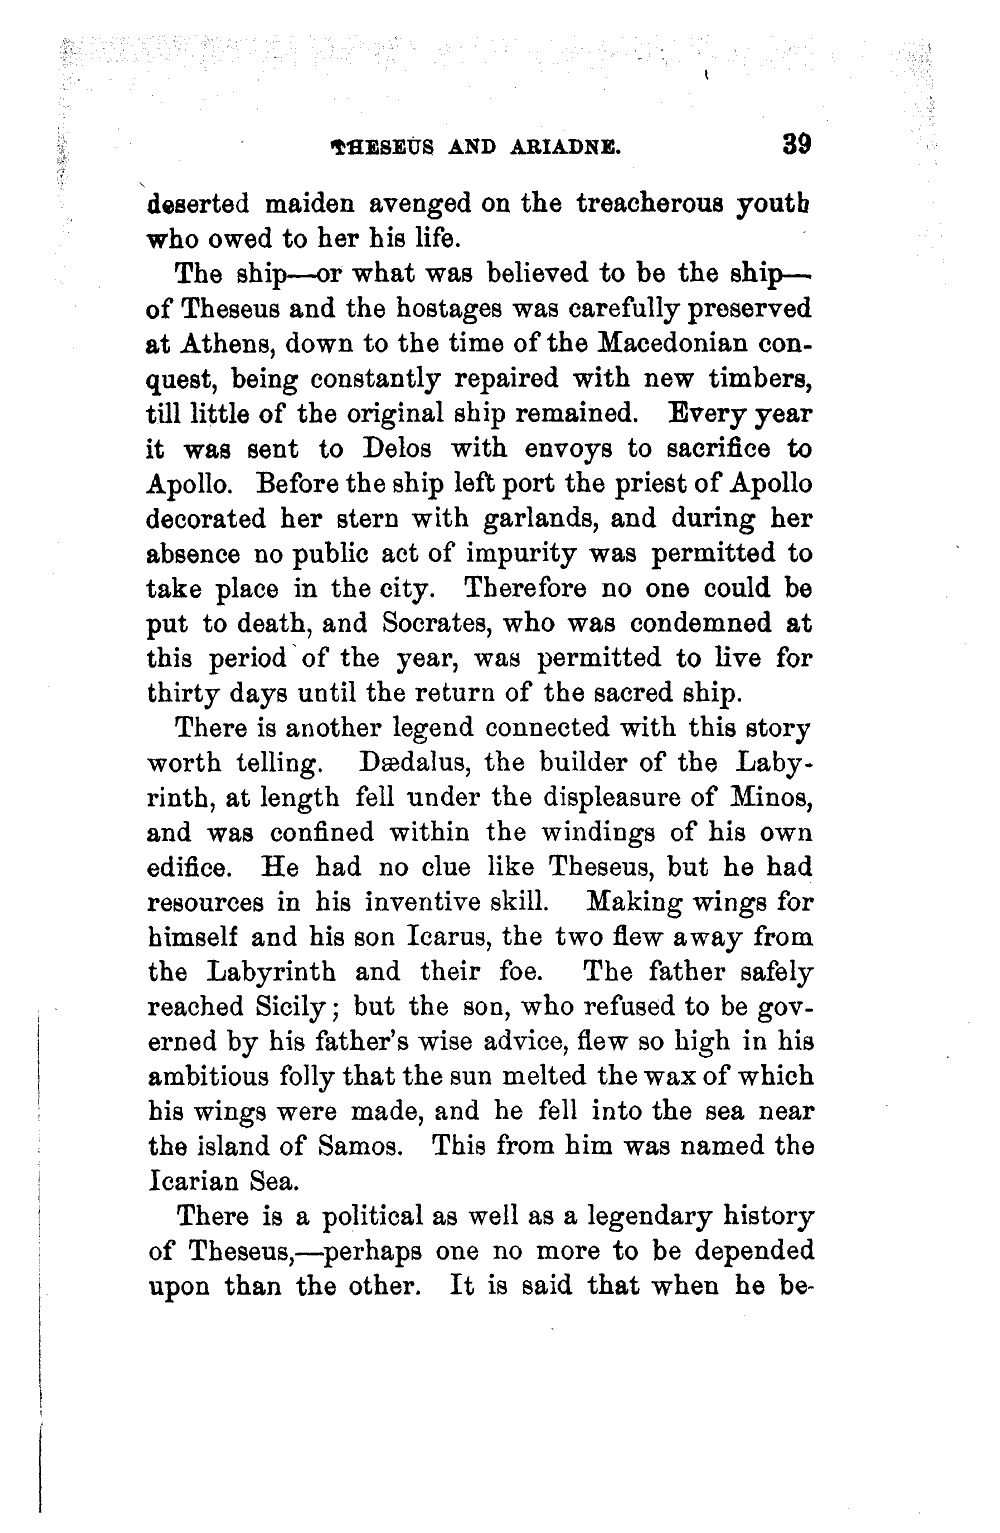 THESEUS AND ARIADNE. 39
deserted maiden avenged on the treacherous youth
who owed to her his life.
The ship—or what was believed to be the ship—
of Theseus and the hostages was carefully preserved
at Athens, down to the time of the Macedonian con-
quest, being constantly repaired with new timbers,
till little of the original ship remained. Every year
it was sent to Delos with envoys to sacrifice to
Apollo. Before the ship left port the priest of Apollo
decorated her stern with garlands, and during her
absence no public act of impurity was permitted to
take place in the city. Therefore no one could be
put to death, and Socrates, who was condemned at
this period of the year, was permitted to live for
thirty days until the return of the sacred ship.
There is another legend connected with this story
worth telling. Dædalus, the builder of the Laby-
rinth, at length fell under the displeasure of Minos,
and was confined within the windings of his own
edifice. He had no clue like Theseus, but he had
resources in his inventive skill. Making wings for
himself and his son Icarus, the two flew away from
the Labyrinth and their foe. The father safely
reached Sicily; but the son, who refused to be gov-
erned by his father's wise advice, flew so high in his
ambitious folly that the sun melted the wax of which
his wings were made, and he fell into the sea near
the island of Samos. This from him was named the
Icarian Sea.
There is a political as well as a legendary history
of Theseus,—perhaps one no more to be depended
upon than the other. It is said that when he be-